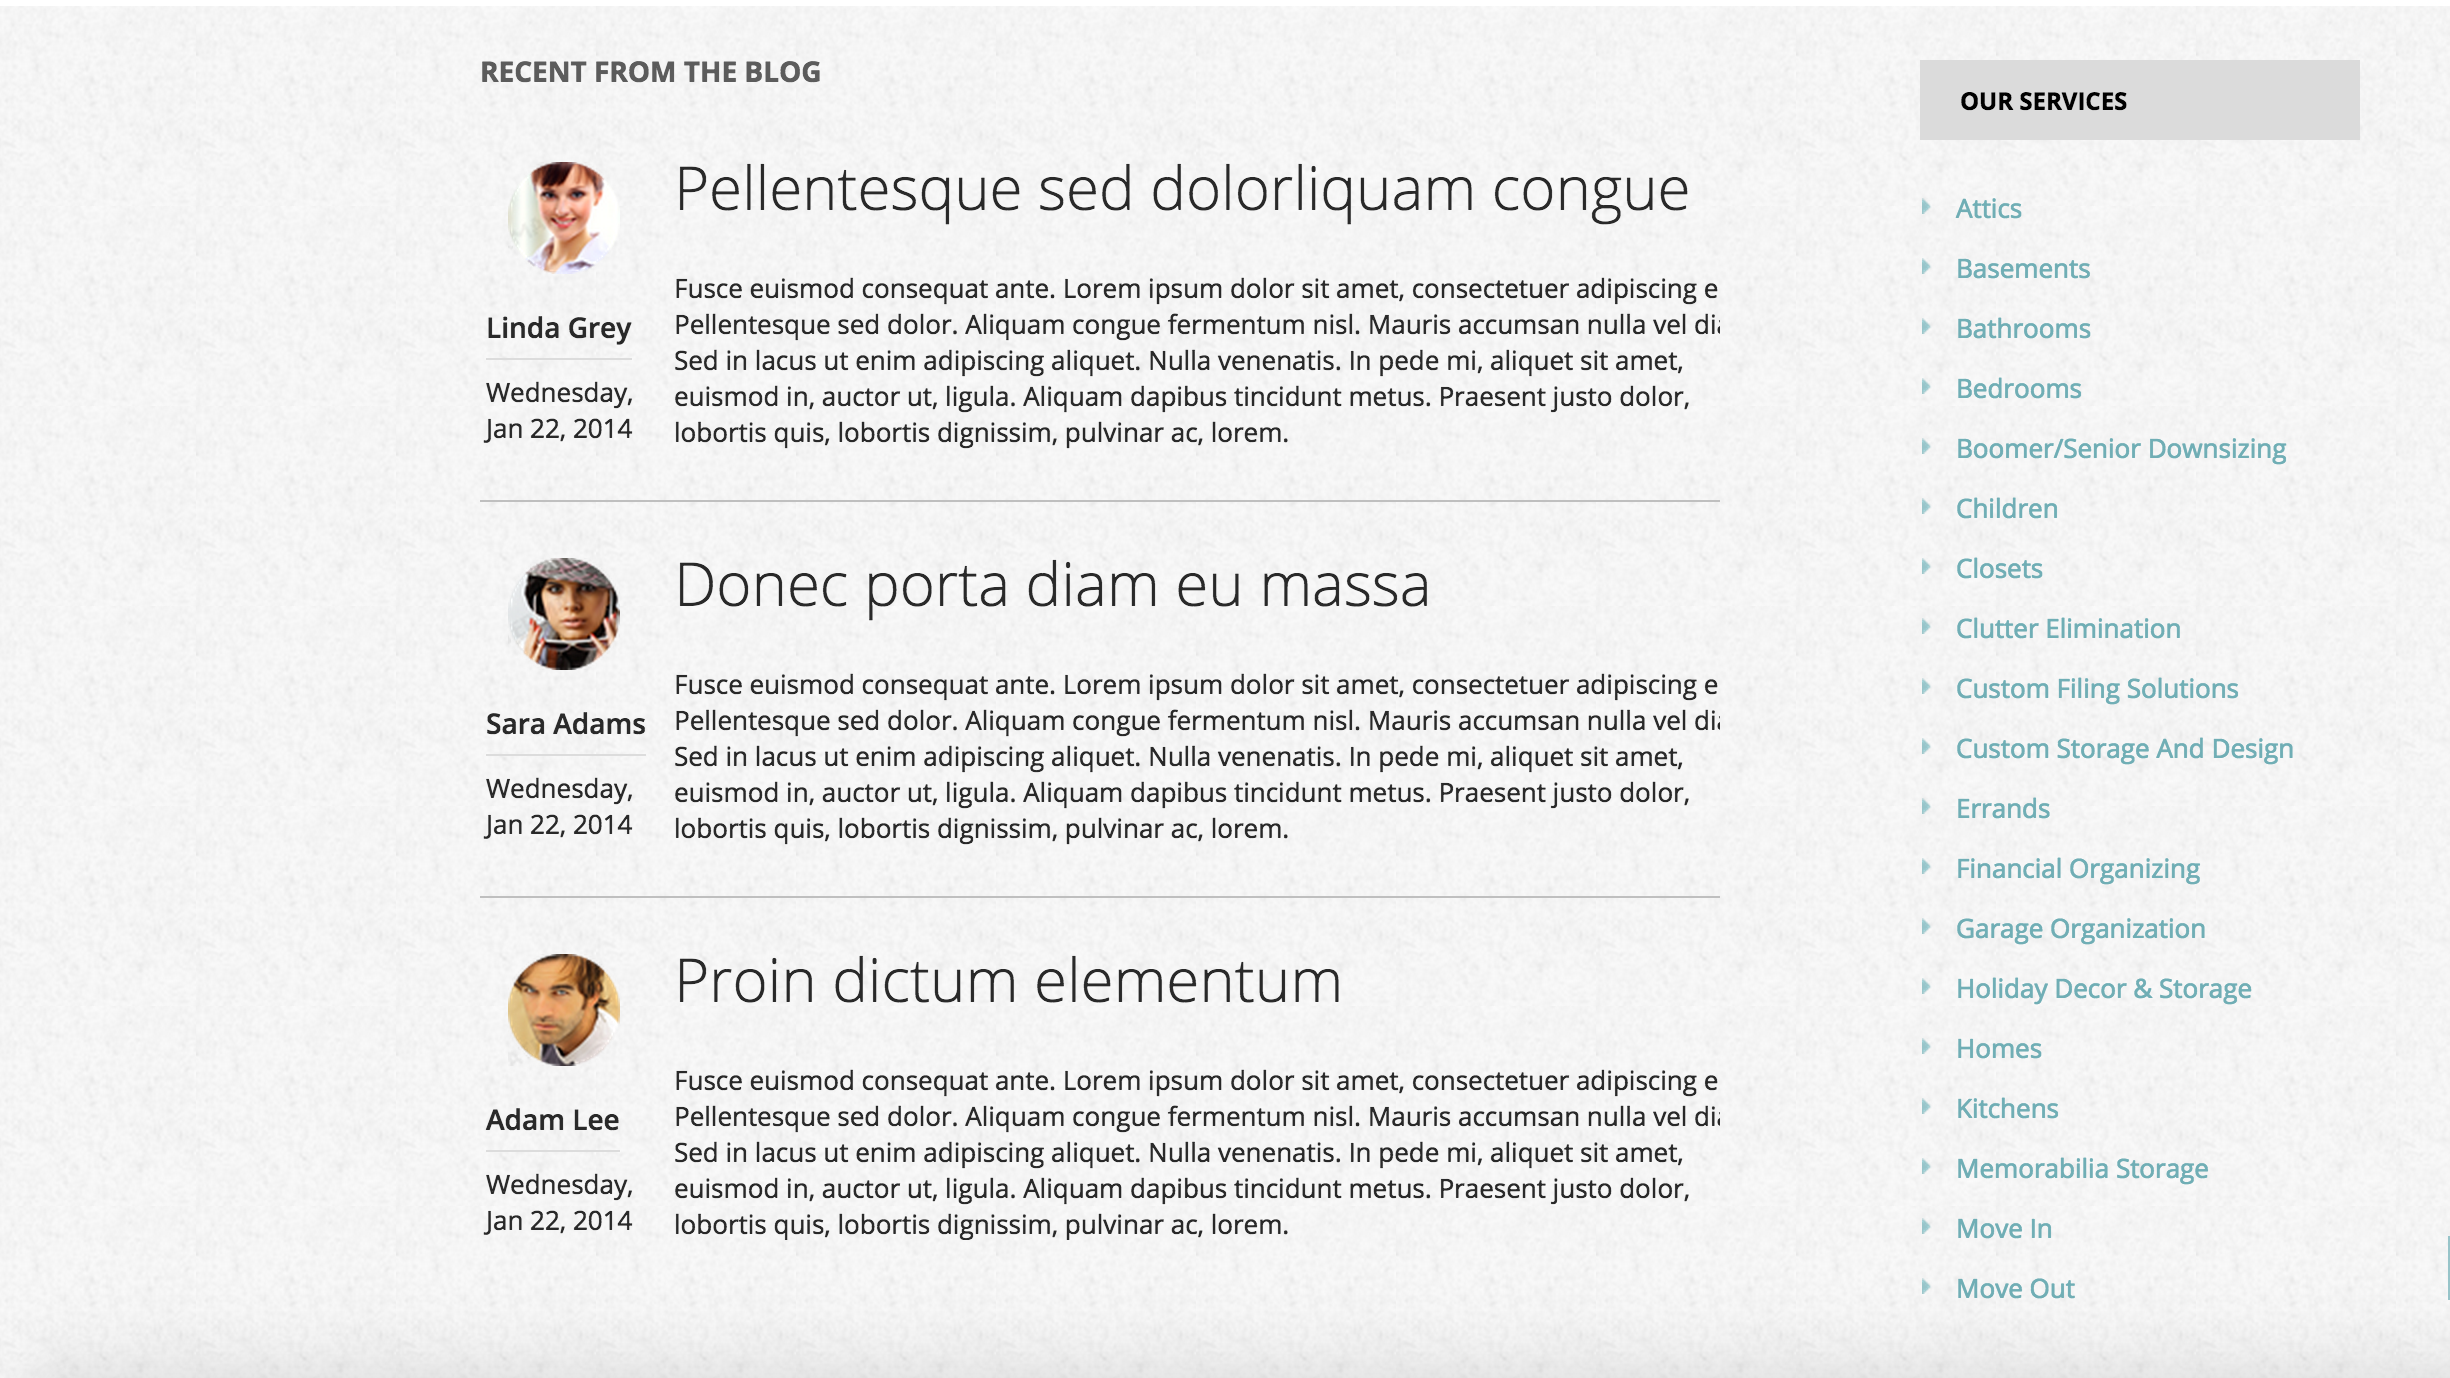 RECENT FROM THE BLOG
Pellentesque sed dolorliquam congue
Linda Grey
Wednesday,
Jan 22, 2014
Fusce euismod consequat ante. Lorem ipsum dolor sit amet, consectetuer adipiscing e
Pellentesque sed dolor. Aliquam congue fermentum nisl. Mauris accumsan nulla vel di
Sed in lacus ut enim adipiscing aliquet. Nulla venenatis. In pede mi, aliquet sit amet,
euismod in, auctor ut, ligula. Aliquam dapibus tincidunt metus. Praesent justo dolor,
lobortis quis, lobortis dignissim, pulvinar ac, lorem.
Donec porta diam eu massa
Sara Adams
Wednesday,
Jan 22, 2014
Fusce euismod consequat ante. Lorem ipsum dolor sit amet, consectetuer adipiscing e
Pellentesque sed dolor. Aliquam congue fermentum nisl. Mauris accumsan nulla vel di
Sed in lacus ut enim adipiscing aliquet. Nulla venenatis. In pede mi, aliquet sit amet,
euismod in, auctor ut, ligula. Aliquam dapibus tincidunt metus. Praesent justo dolor,
lobortis quis, lobortis dignissim, pulvinar ac, lorem.
Proin dictum elementum
Adam Lee
Wednesday,
Jan 22, 2014
Fusce euismod consequat ante. Lorem ipsum dolor sit amet, consectetuer adipiscing e
Pellentesque sed dolor. Aliquam congue fermentum nisl. Mauris accumsan nulla vel di
Sed in lacus ut enim adipiscing aliquet. Nulla venenatis. In pede mi, aliquet sit amet,
euismod in, auctor ut, ligula. Aliquam dapibus tincidunt metus. Praesent justo dolor,
lobortis quis, lobortis dignissim, pulvinar ac, lorem.
OUR SERVICES
Attics
Basements
Bathrooms
Bedrooms
Boomer/Senior Downsizing
Children
Closets
Clutter Elimination
Custom Filing Solutions
Custom Storage And Design
Errands
Financial Organizing
Garage Organization
Holiday Decor & Storage
Homes
Kitchens
Memorabilia Storage
Move In
Move Out